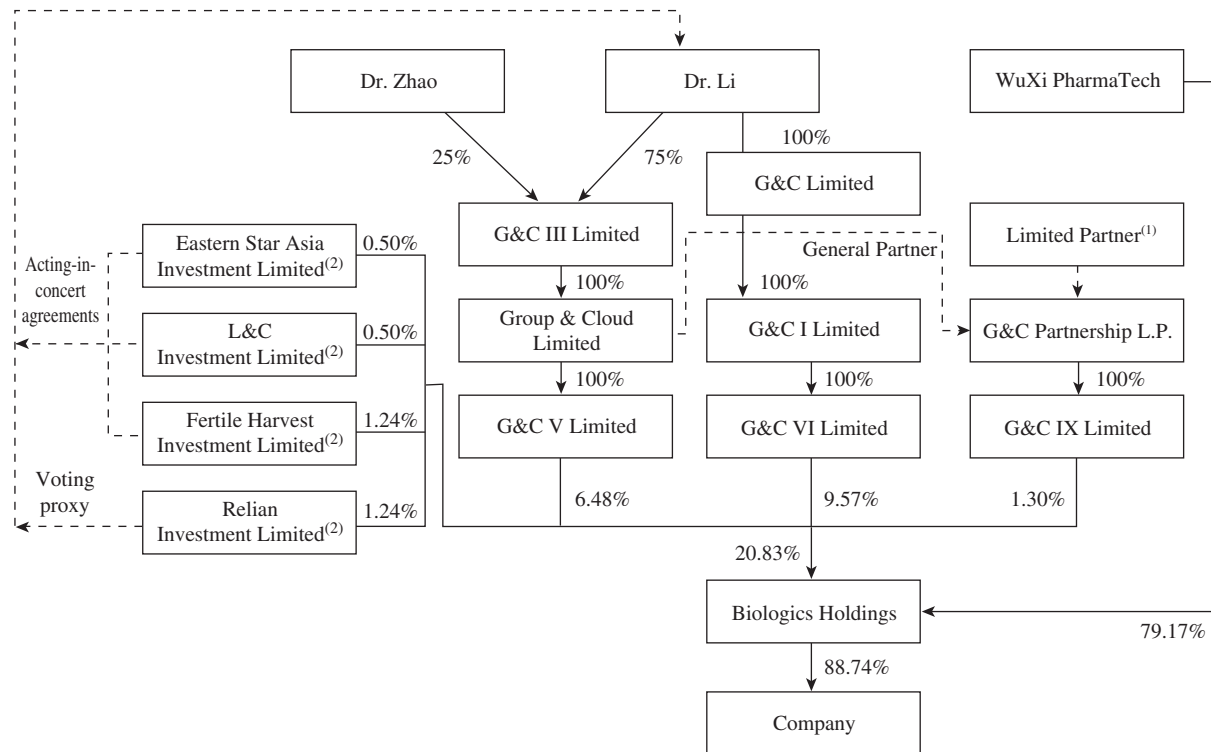 Dr. Zhao
Dr. Li
WuXi PharmaTech
100%
25%
75%
G&C Limited
G&C III Limited
General Partner
Limited Partner(1)
Eastern Star Asia
Investment Limited(2)
0.50%
Acting-in-
concert
agreements
100%
100%
Group & Cloud
Limited
G&C I Limited
G&C Partnership L.P.
L&C
Investment Limited(2)
0.50%
100%
100%
100%
Fertile Harvest
Investment Limited(2)
1.24%
G&C V Limited
G&C VI Limited
G&C IX Limited
Voting
proxy
Relian
Investment Limited(2)
1.24%
6.48%
9.57%
1.30%
20.83%
Biologics Holdings
79.17%
88.74%
Company